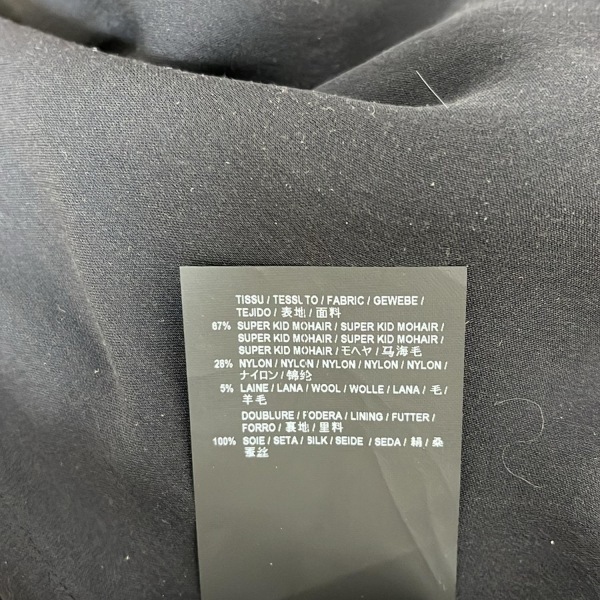 TISSU / TESSUTO / FABRIC / GEWEBE /
TEJIDO / 表地 / 面料
67% SUPER KID MOHAIR / SUPER KID MOHAIR /
SUPER KID MOHAIR / SUPER KID MOHAIR /
SUPER KID MOHAIR / モヘヤ / 马海毛
28% NYLON / NYLON / NYLON / NYLON / NYLON /
ナイロン / 锦纶
5% LAINE / LANA / WOOL / WOLLE / LANA / 毛 /
羊毛
DOUBLURE / FODERA / LINING / FUTTER /
FORRO / 裏地 / 里料
100% SOIE / SETA / SILK / SEIDE / SEDA / 絹 / 桑
蚕丝